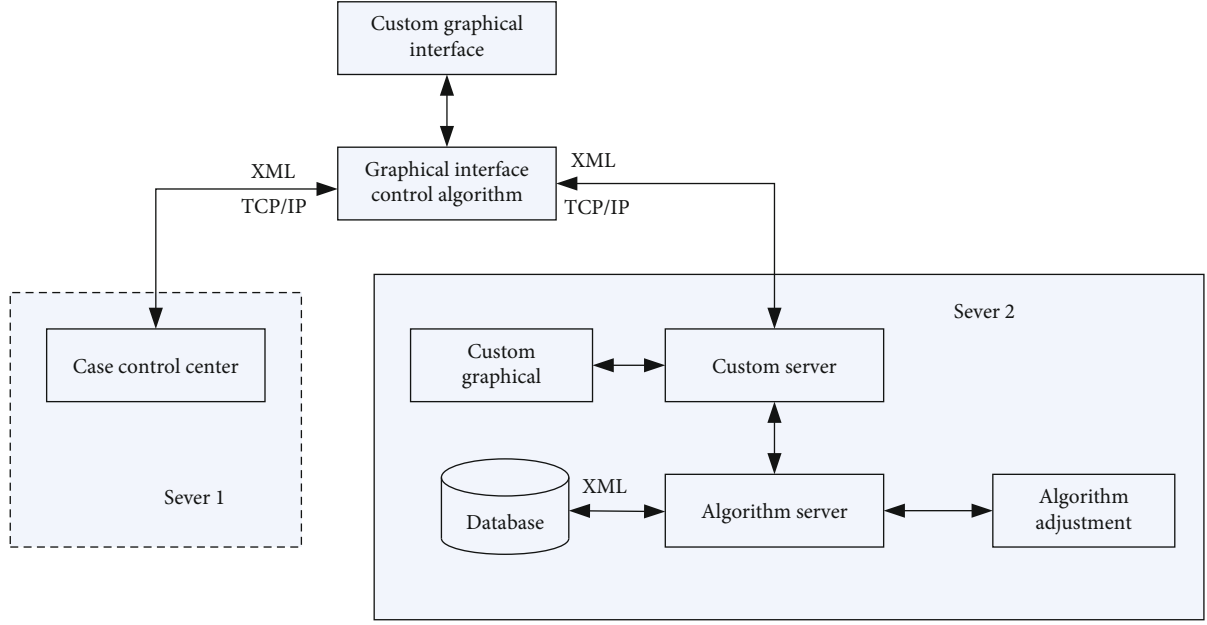 Custom graphical
interface
Graphical interface
control algorithm
XML
TCP/IP
XML
TCP/IP
Sever 2
Case control center
Custom
graphical
Custom server
Sever 1
Database
XML
Algorithm server
Algorithm
adjustment